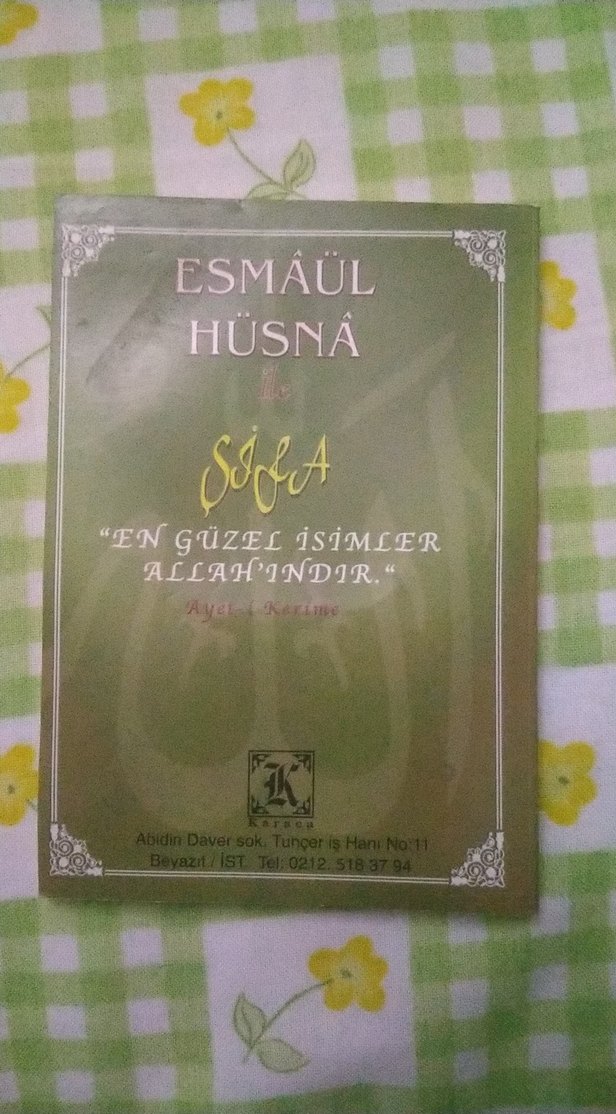 ESMÂÜL
HÜSNÂ
ile
ŞİFA
"EN GÜZEL İSİMLER
ALLAH'INDIR."
Ayet-i Kerime
K
Karaca
Abidin Daver sok. Tunçer iş Hanı No:11
Beyazıt / İST. Tel: 0212. 518 37 94